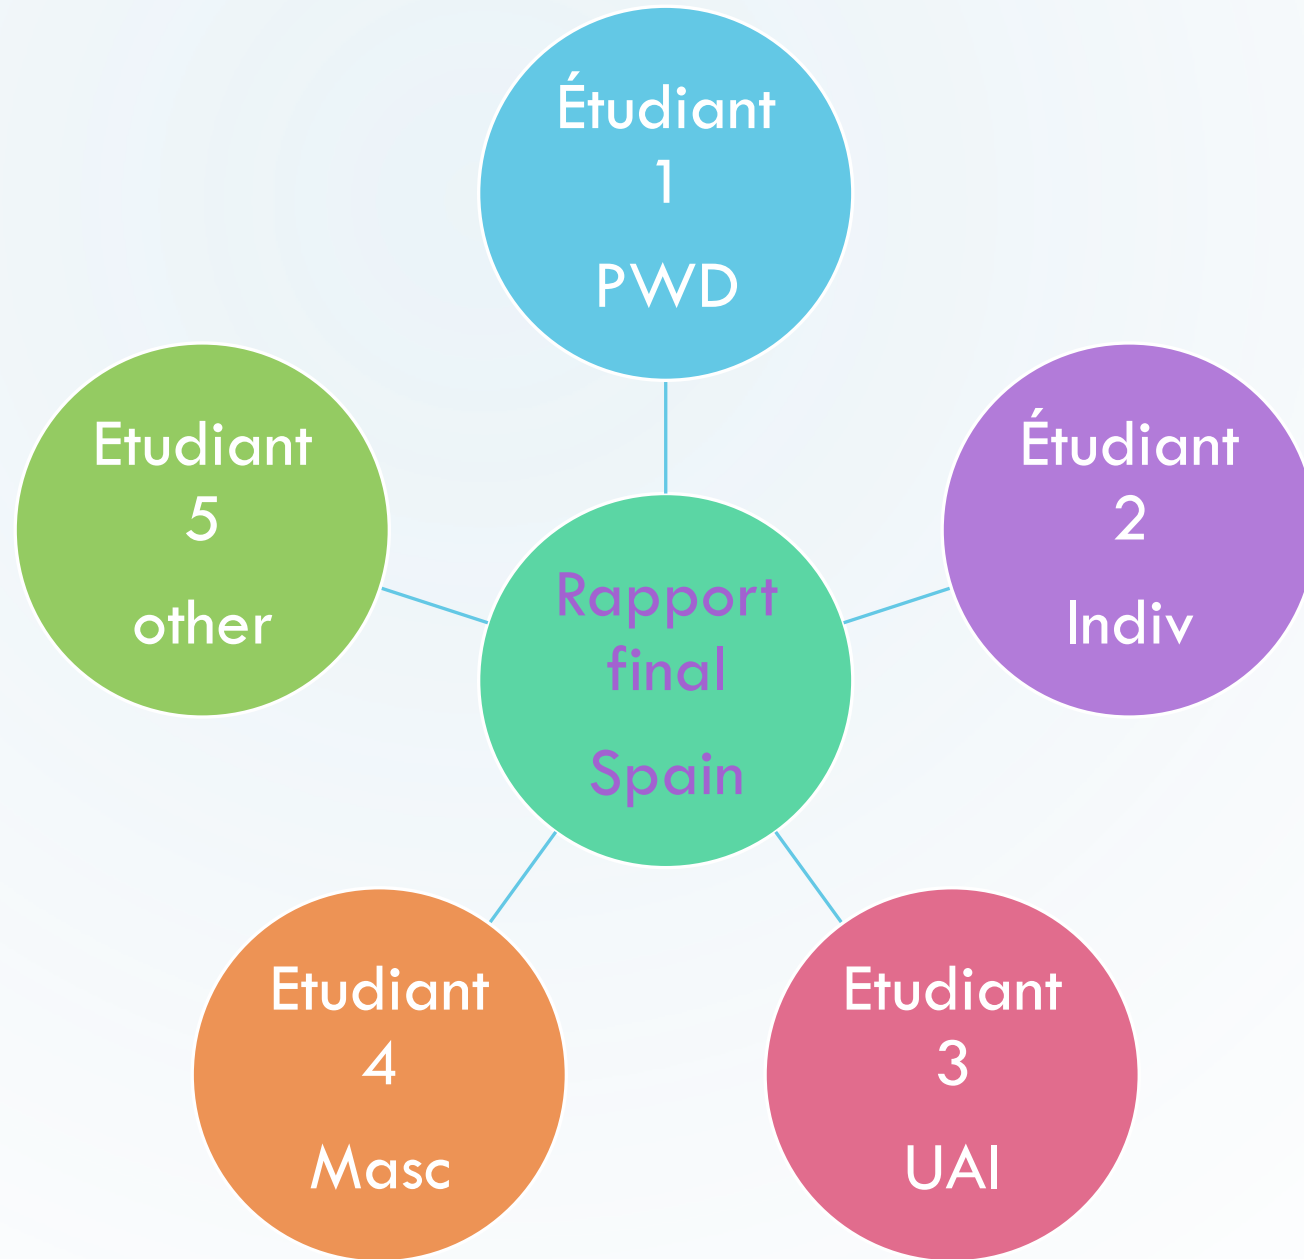 Étudiant
1
PWD
Étudiant
2
Indiv
Etudiant
3
UAI
Etudiant
4
Masc
Etudiant
5
other
Rapport
final
Spain